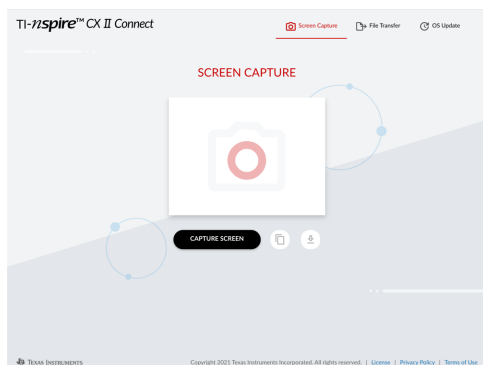 TI-nspire™ CX II Connect
Screen Capture
File Transfer
OS Update
SCREEN CAPTURE
CAPTURE SCREEN
TEXAS INSTRUMENTS
Copyright 2021 Texas Instruments Incorporated. All rights reserved. | License | Privacy Policy | Terms of Use